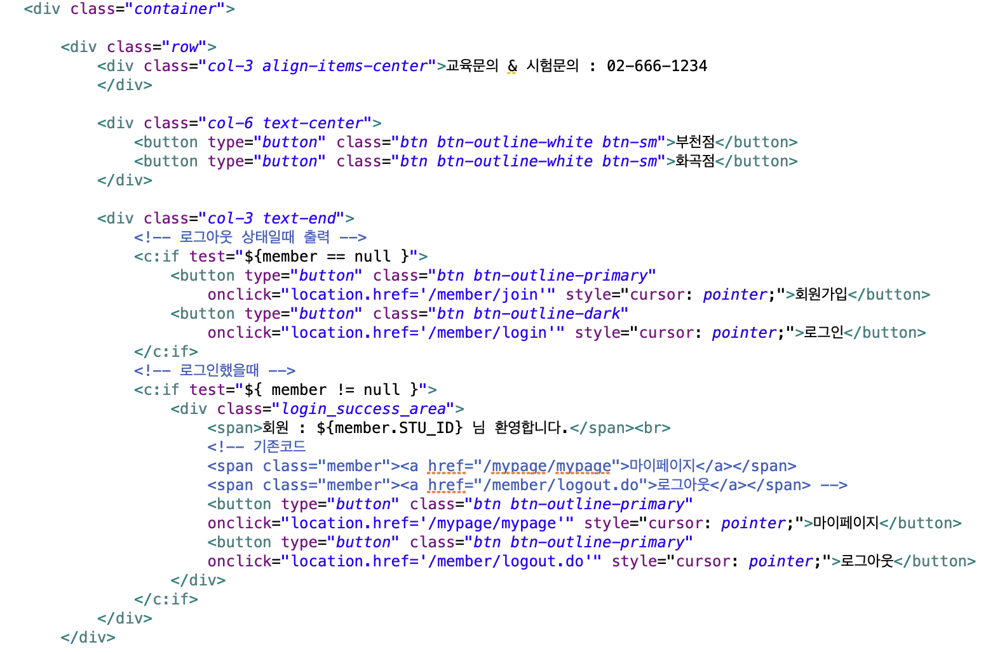 <div class="container">
<div class="row">
<div class="col-3 align-items-center">교육문의 & 시험문의 : 02-666-1234
</div>
<div class="col-6 text-center">
<button type="button" class="btn btn-outline-white btn-sm">부천점</button>
<button type="button" class="btn btn-outline-white btn-sm">화곡점</button>
</div>
<div class="col-3 text-end">
<!-- 로그아웃 상태일때 출력 -->
<c:if test="${member == null }">
<button type="button" class="btn btn-outline-primary"
onclick="location.href='/member/join'" style="cursor: pointer;">회원가입</button>
<button type="button" class="btn btn-outline-dark"
onclick="location.href='/member/login'" style="cursor: pointer;">로그인</button>
</c:if>
<!-- 로그인했을때 -->
<c:if test="${ member != null }">
<div class="login_success_area">
<span>회원 : ${member.STU_ID} 님 환영합니다.</span><br>
<!-- 기존코드
<span class="member"><a href="/mypage/mypage">마이페이지</a></span>
<span class="member"><a href="/member/logout.do">로그아웃</a></span> -->
<button type="button" class="btn btn-outline-primary"
onclick="location.href='/mypage/mypage'" style="cursor: pointer;">마이페이지</button>
<button type="button" class="btn btn-outline-primary"
onclick="location.href='/member/logout.do'" style="cursor: pointer;">로그아웃</button>
</div>
</c:if>
</div>
</div>